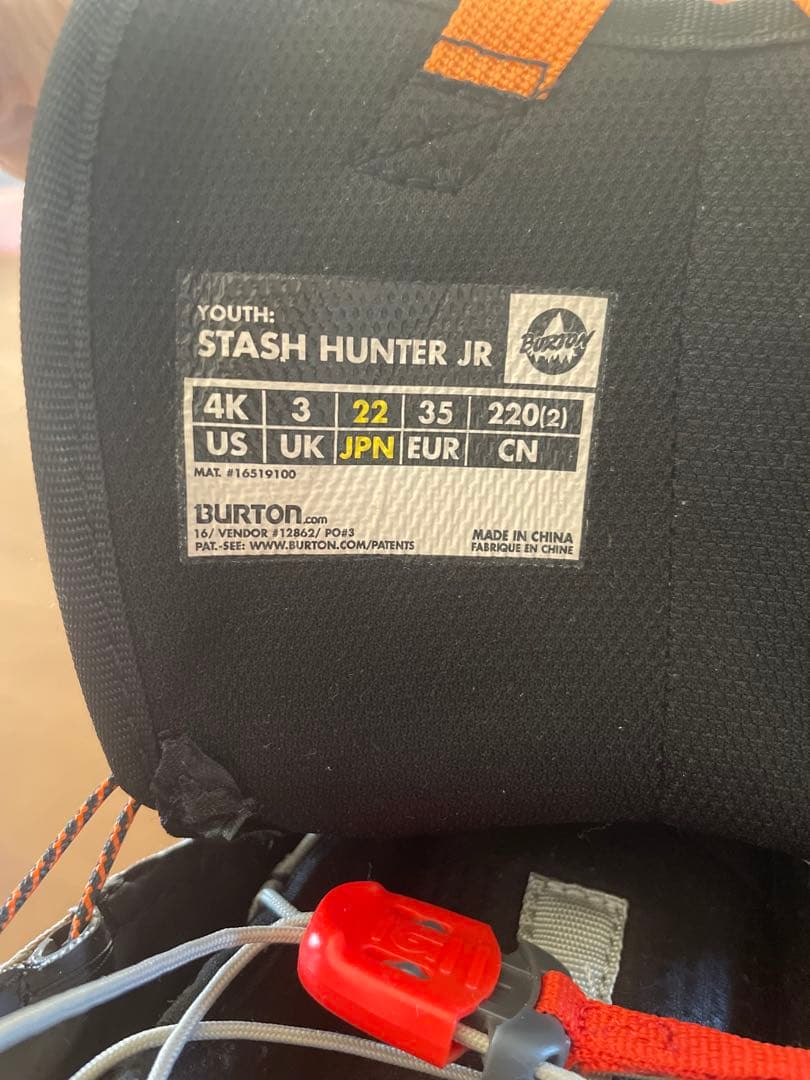 YOUTH:
STASH HUNTER JR
BURTON
4K 3 22 35 220(2)
US UK JPN EUR CN
MAT. #16519100
BURTON.com
16/ VENDOR #12862/ PO#3
PAT.-SEE: WWW.BURTON.COM/PATENTS
MADE IN CHINA
FABRIQUE EN CHINE